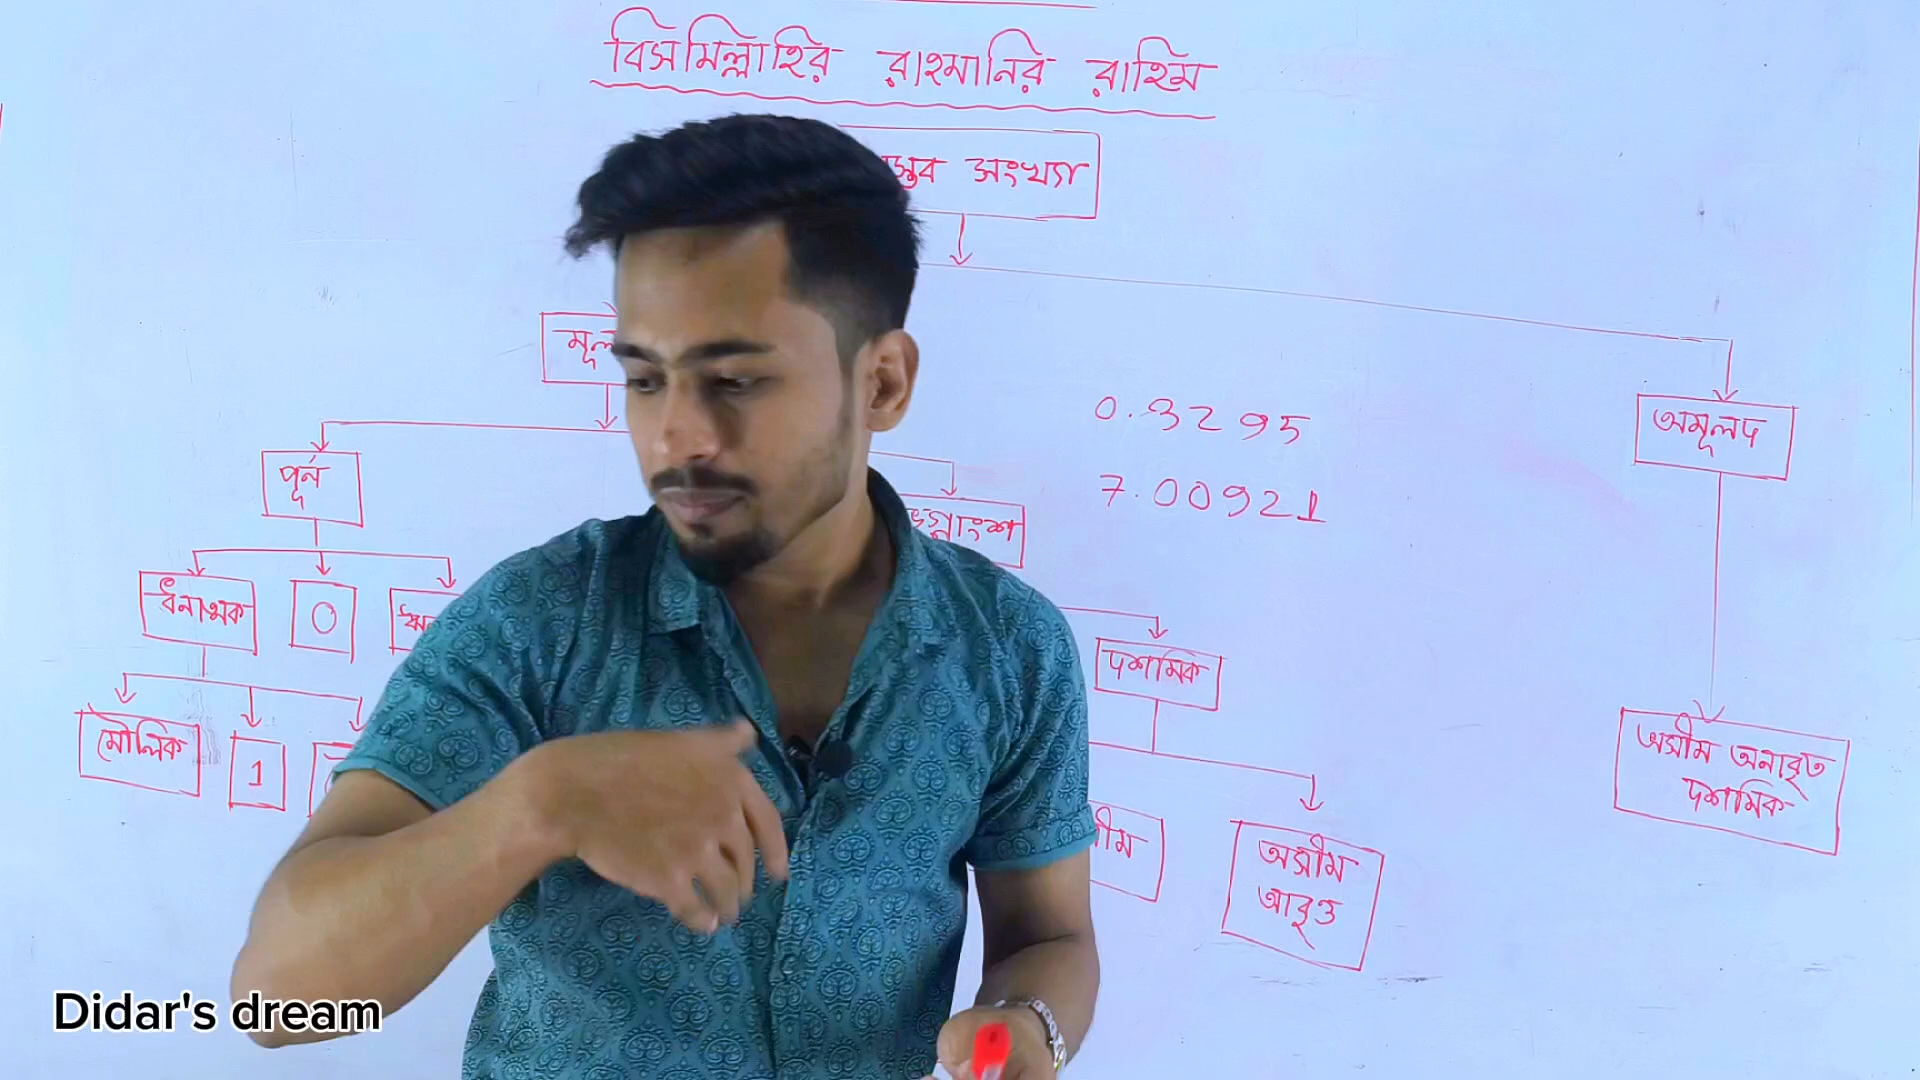 বিসমিল্লাহির রাহমানির রাহিম
সংখ্যা
পূর্ন
ভগ্নাংশ
0.3295
7.00921
অমূলদ
ধনাত্মক
0
দশমিক
মৌলিক
1
অসীম
আবৃত্ত
অসীম অনাবৃত
দশমিক
Didar's dream